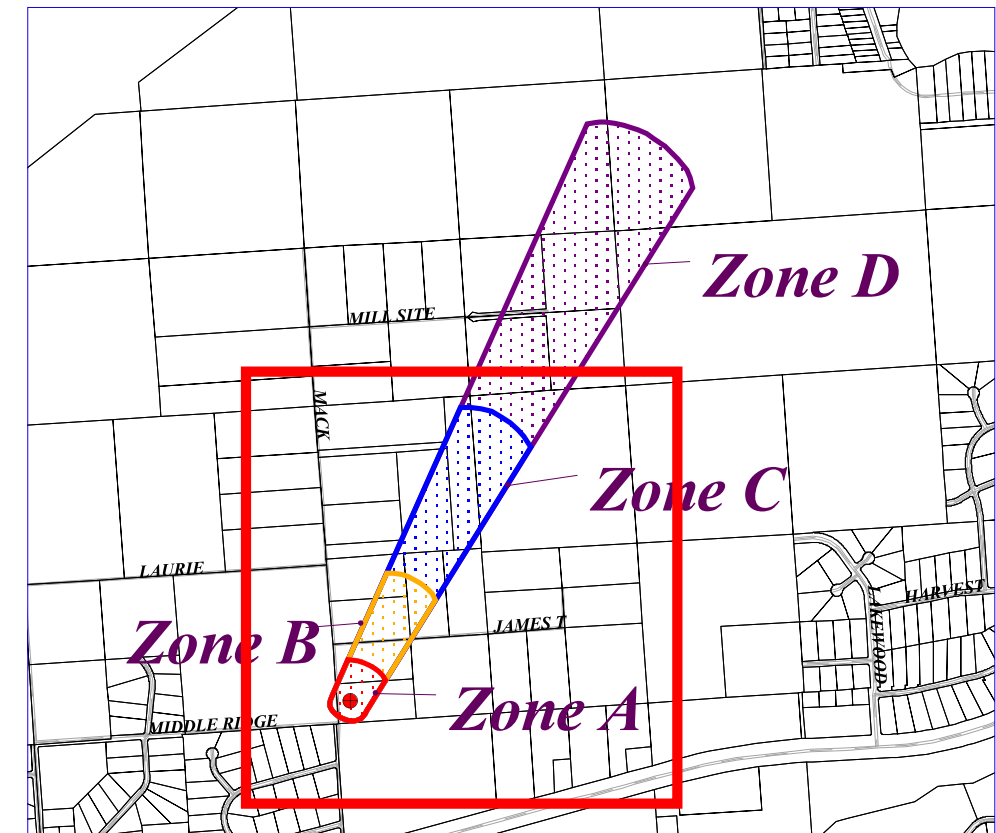 Zone D
MILL SITE
MACK
Zone C
LAURIE
HARVEST
LAKEWOOD
JAMES T
Zone B
Zone A
MIDDLE RIDGE